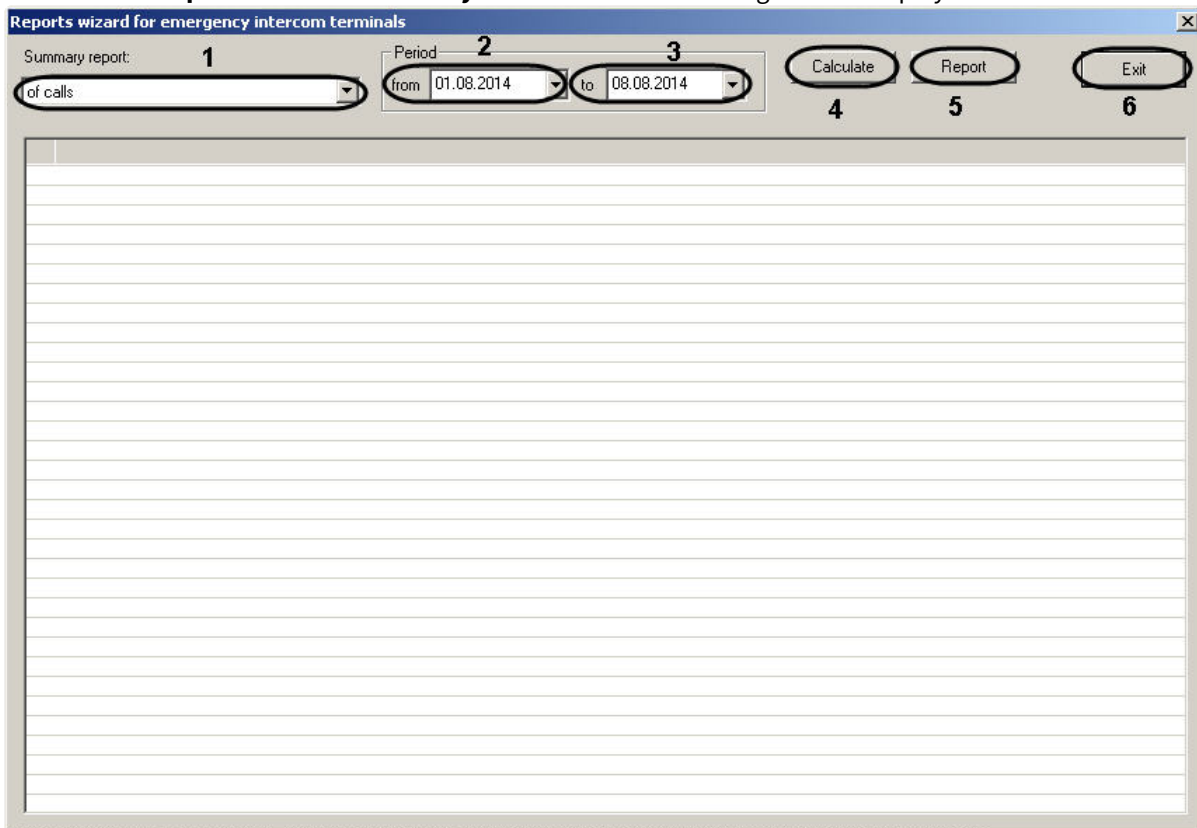 Reports wizard for emergency intercom terminals
Summary report: 1
of calls
Period 2 3
from 01.08.2014 to 08.08.2014
Calculate Report Exit
4 5 6